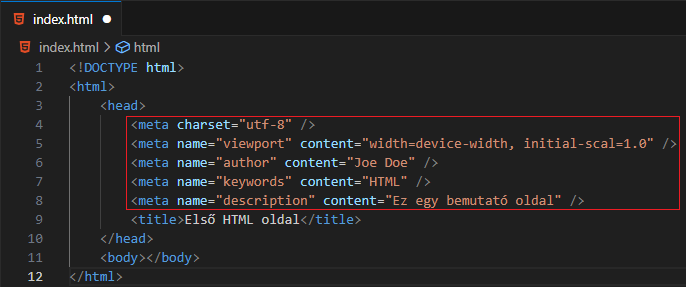 index.html
index.html > html
1 <!DOCTYPE html>
2 <html>
3 <head>
4 <meta charset="utf-8" />
5 <meta name="viewport" content="width=device-width, initial-scal=1.0" />
6 <meta name="author" content="Joe Doe" />
7 <meta name="keywords" content="HTML" />
8 <meta name="description" content="Ez egy bemutató oldal" />
9 <title>Első HTML oldal</title>
10 </head>
11 <body></body>
12 </html>